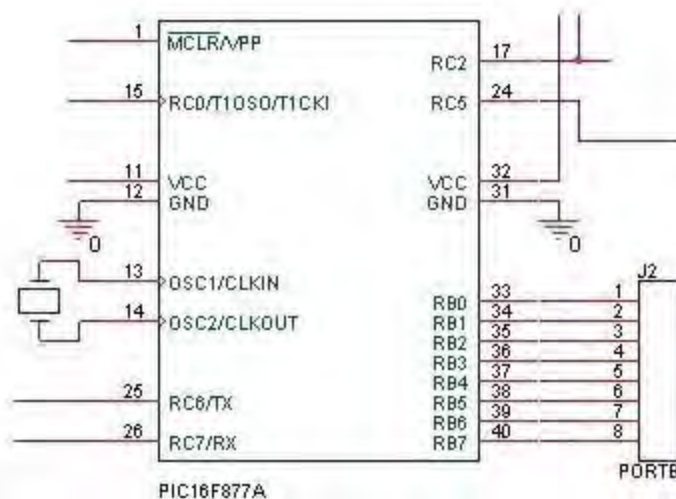 1
MCLR/VPP
15
RC0/T1OSO/T1CKI
11
VCC
12
GND
0
13
OSC1/CLKIN
14
OSC2/CLKOUT
25
RC6/TX
26
RC7/RX
RC2
17
RC5
24
VCC
32
GND
31
0
J2
RB0 33 1
RB1 34 2
RB2 35 3
RB3 36 4
RB4 37 5
RB5 38 6
RB6 39 7
RB7 40 8
PIC16F877A